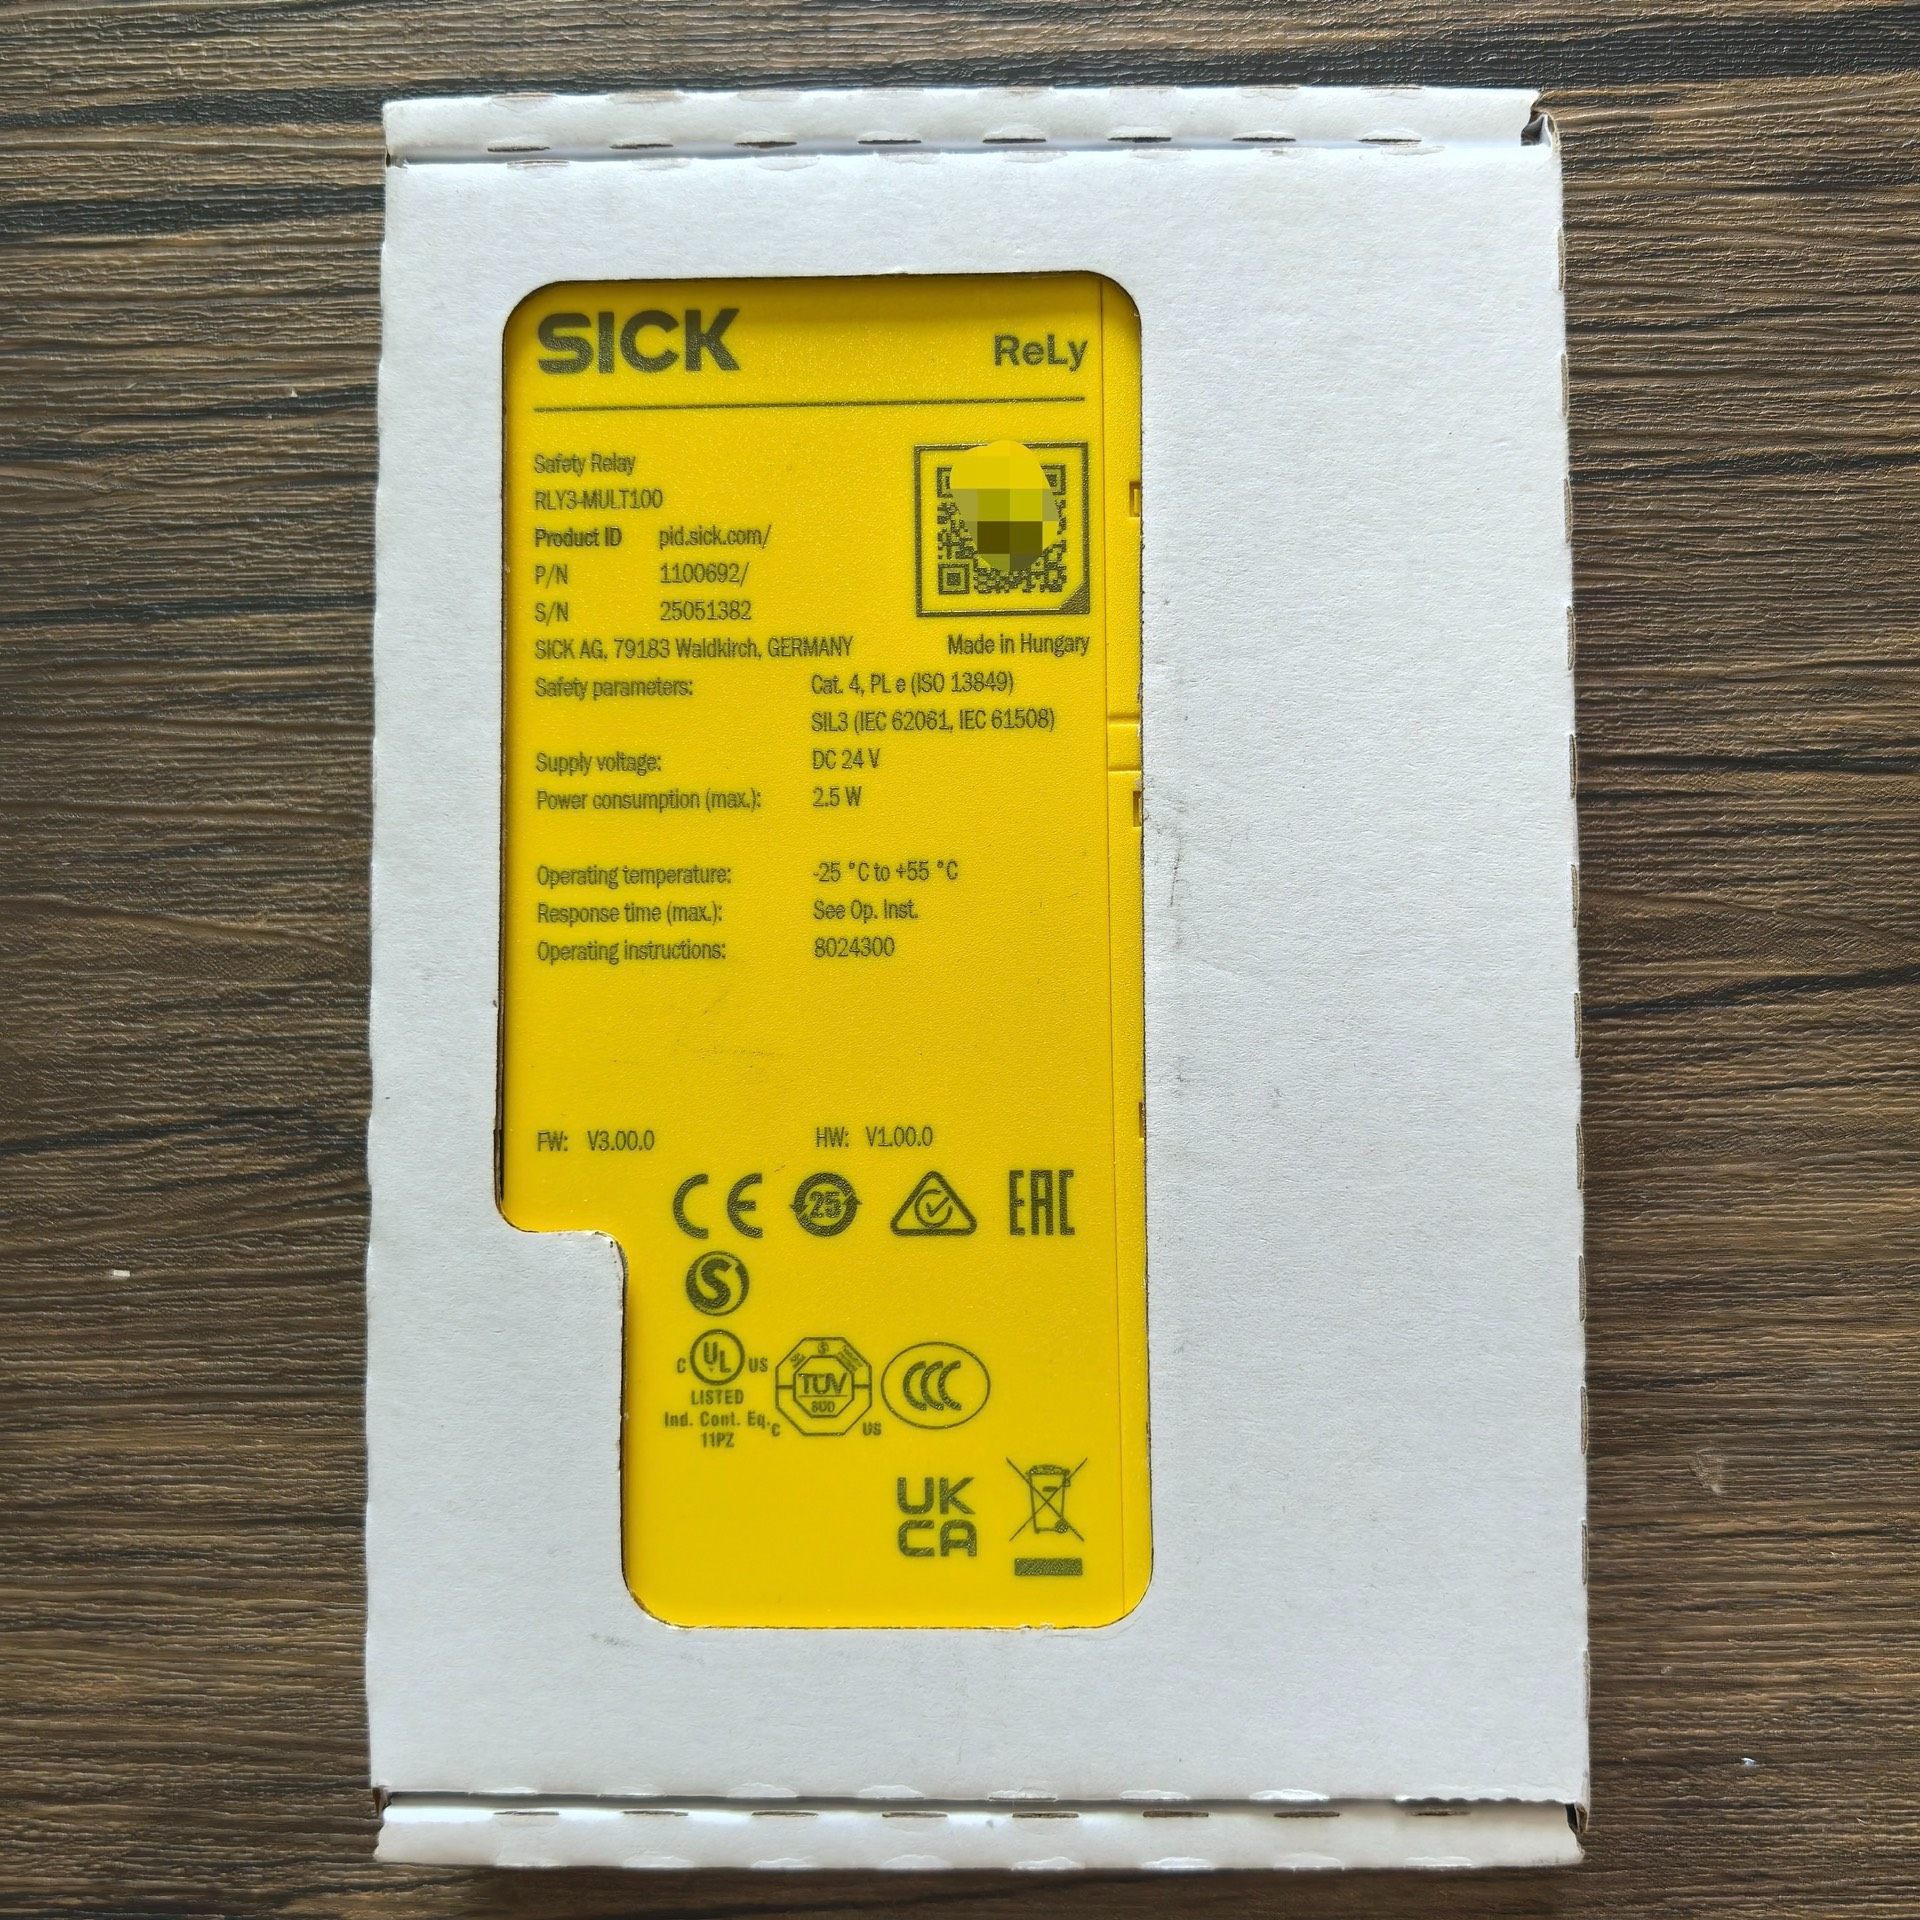 SICK
ReLy
Safety Relay
RLY3-MULT100
Product ID pid.sick.com/
P/N 1100692/
S/N 25051382
SICK AG, 79183 Waldkirch, GERMANY Made in Hungary
Safety parameters: Cat. 4, PL e (ISO 13849)
SIL3 (IEC 62061, IEC 61508)
Supply voltage: DC 24 V
Power consumption (max.): 2.5 W
Operating temperature: -25 °C to +55 °C
Response time (max.): See Op. Inst.
Operating instructions: 8024300
FW: V3.00.0 HW: V1.00.0
CE 25 EAC
S
C UL US
LISTED
Ind. Cont. Eq.
11PZ
TÜV
SÜD
C US
CCC
UK
CA